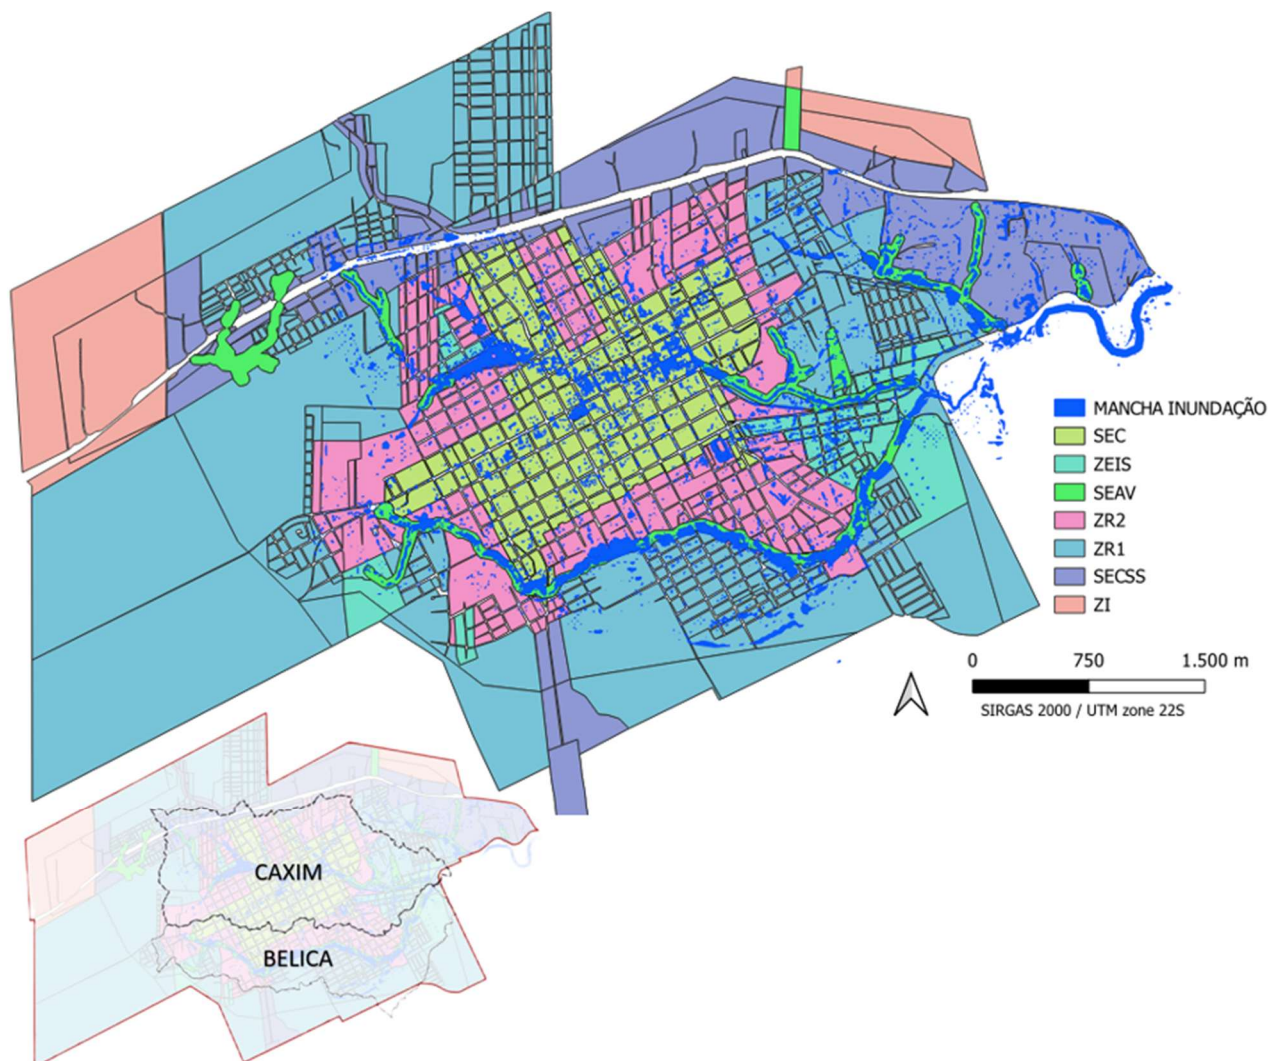 MANCHA INUNDAÇÃO
SEC
ZEIS
SEAV
ZR2
ZR1
SECSS
ZI
0 750 1.500 m
SIRGAS 2000 / UTM zone 22S
CAXIM
BELICA